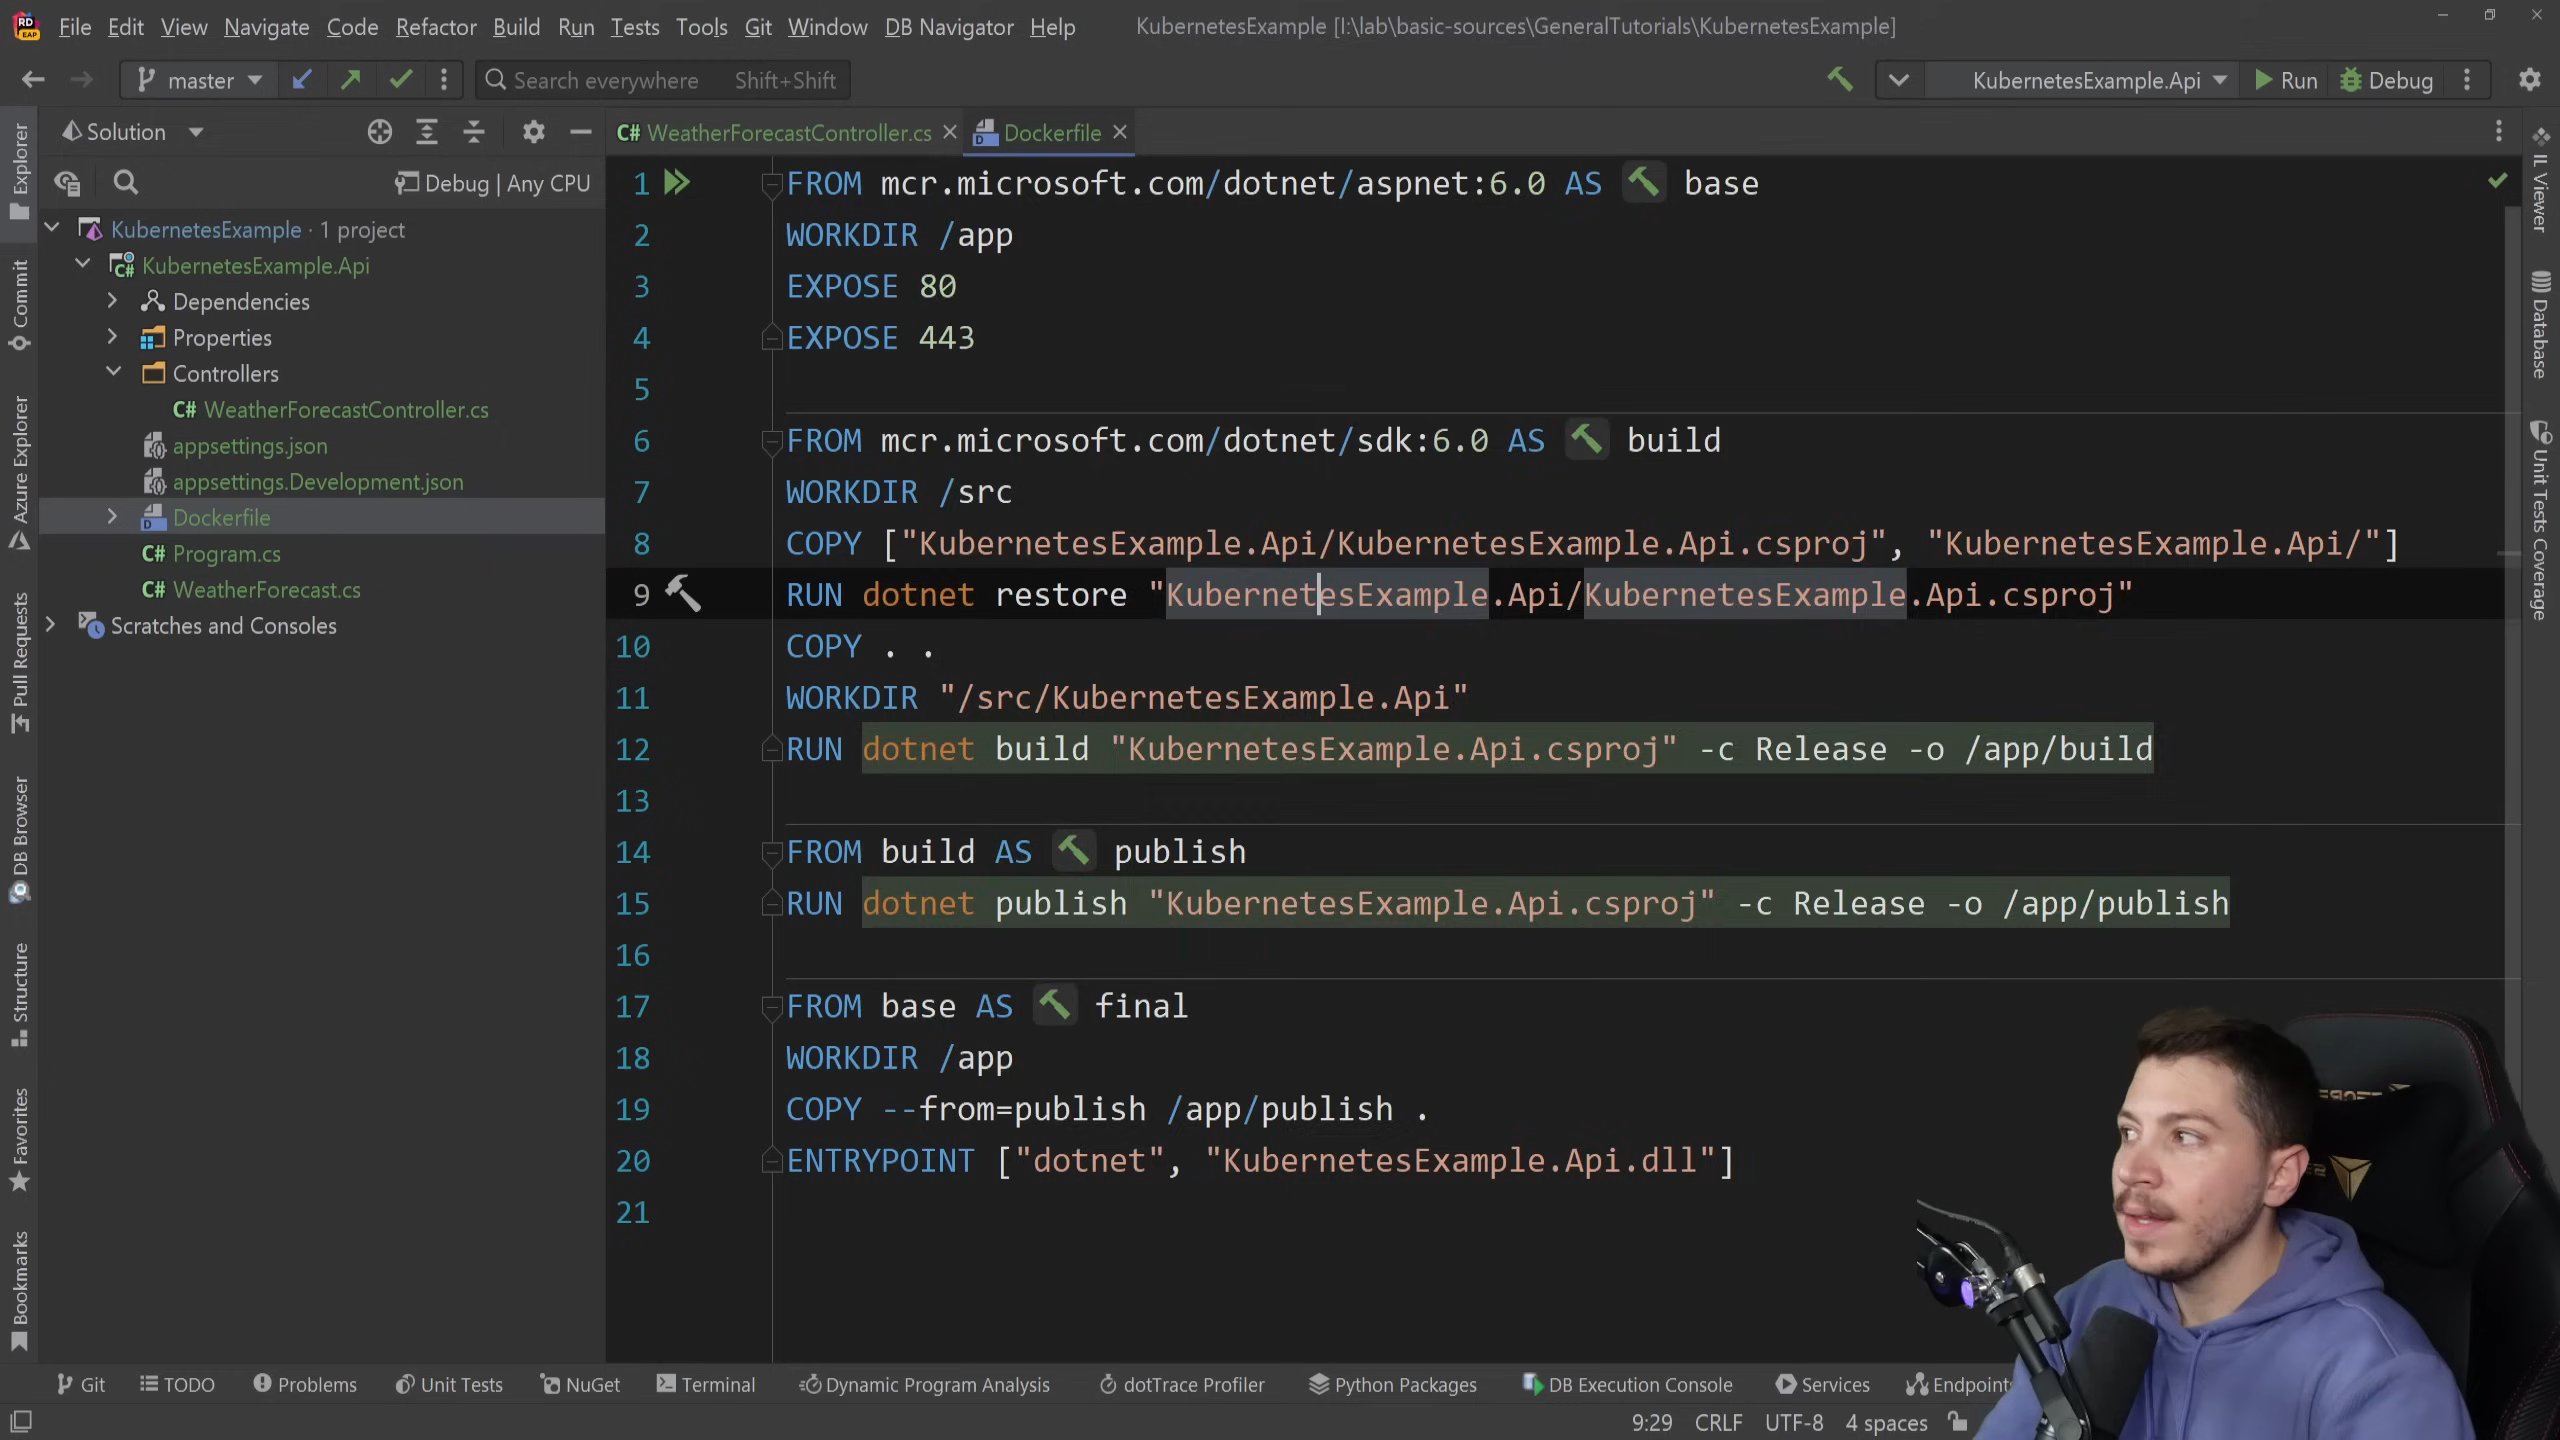 RD
EAP
File Edit View Navigate Code Refactor Build Run Tests Tools Git Window DB Navigator Help
KubernetesExample [I:\lab\basic-sources\GeneralTutorials\KubernetesExample]
master
Search everywhere Shift+Shift
KubernetesExample.Api
Run
Debug
Explorer
Commit
Azure Explorer
Pull Requests
DB Browser
Structure
Favorites
Bookmarks
Solution
Debug | Any CPU
KubernetesExample · 1 project
KubernetesExample.Api
Dependencies
Properties
Controllers
C# WeatherForecastController.cs
appsettings.json
appsettings.Development.json
Dockerfile
C# Program.cs
C# WeatherForecast.cs
Scratches and Consoles
C# WeatherForecastController.cs
Dockerfile
1 FROM mcr.microsoft.com/dotnet/aspnet:6.0 AS base
2 WORKDIR /app
3 EXPOSE 80
4 EXPOSE 443
5
6 FROM mcr.microsoft.com/dotnet/sdk:6.0 AS build
7 WORKDIR /src
8 COPY ["KubernetesExample.Api/KubernetesExample.Api.csproj", "KubernetesExample.Api/"]
9 RUN dotnet restore "KubernetesExample.Api/KubernetesExample.Api.csproj"
10 COPY . .
11 WORKDIR "/src/KubernetesExample.Api"
12 RUN dotnet build "KubernetesExample.Api.csproj" -c Release -o /app/build
13
14 FROM build AS publish
15 RUN dotnet publish "KubernetesExample.Api.csproj" -c Release -o /app/publish
16
17 FROM base AS final
18 WORKDIR /app
19 COPY --from=publish /app/publish .
20 ENTRYPOINT ["dotnet", "KubernetesExample.Api.dll"]
21
IL Viewer
Database
Unit Tests Coverage
Git TODO Problems Unit Tests NuGet Terminal Dynamic Program Analysis dotTrace Profiler Python Packages DB Execution Console Services Endpoints
9:29 CRLF UTF-8 4 spaces